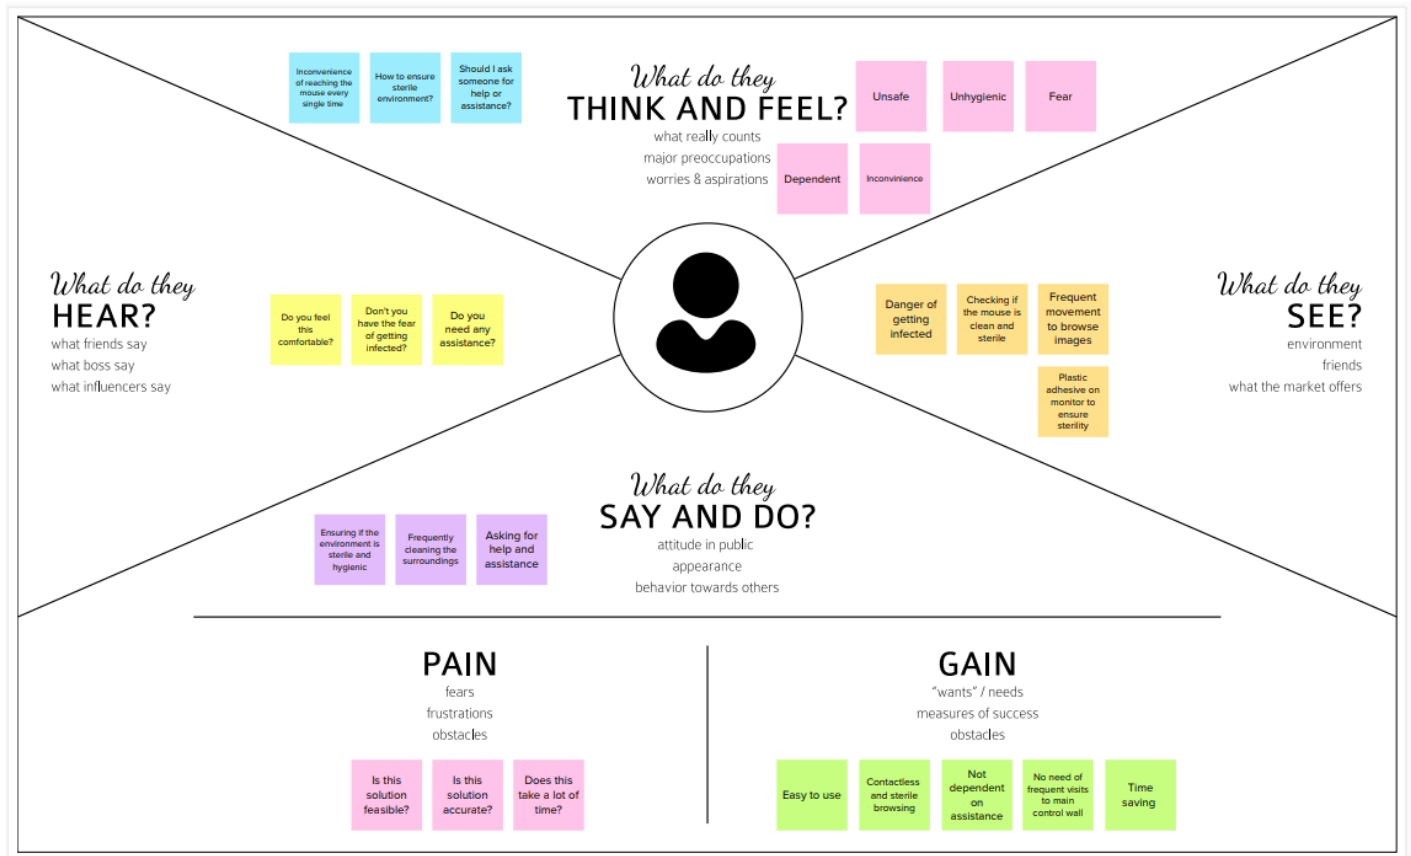 Inconvenience
of reaching the
mouse every
single time
How to ensure
sterile
environment?
Should I ask
someone for
help or
assistance?
What do they
THINK AND FEEL?
what really counts
major preoccupations
worries & aspirations
Unsafe
Unhygienic
Fear
Dependent
Inconvinience
What do they
HEAR?
what friends say
what boss say
what influencers say
Do you feel
this
comfortable?
Don't you
have the fear
of getting
infected?
Do you
need any
assistance?
Danger of
getting
infected
Checking if
the mouse is
clean and
sterile
Frequent
movement
to browse
images
Plastic
adhesive on
monitor to
ensure
sterility
What do they
SEE?
environment
friends
what the market offers
What do they
SAY AND DO?
attitude in public
appearance
behavior towards others
Ensuring if the
environment is
sterile and
hygienic
Frequently
cleaning the
surroundings
Asking for
help and
assistance
PAIN
fears
frustrations
obstacles
Is this
solution
feasible?
Is this
solution
accurate?
Does this
take a lot of
time?
GAIN
“wants” / needs
measures of success
obstacles
Easy to use
Contactless
and sterile
browsing
Not
dependent
on
assistance
No need of
frequent visits
to main
control wall
Time
saving